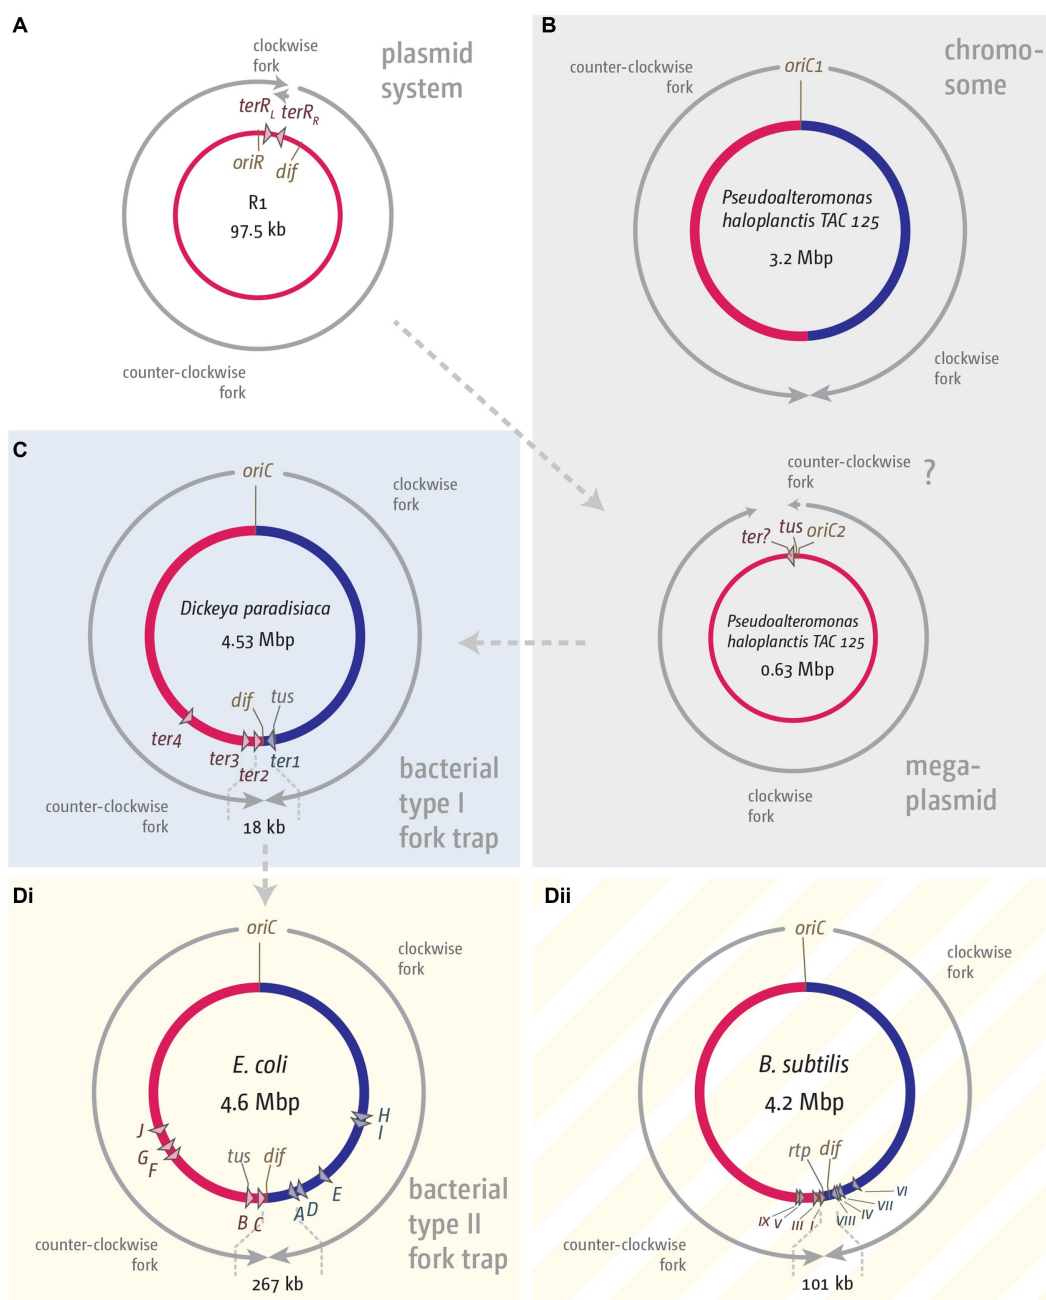 A
clockwise
fork
plasmid
system
terR_L terR_R
oriR
dif
R1
97.5 kb
counter-clockwise
fork
B
oriC1
chromo-
some
counter-clockwise
fork
Pseudoalteromonas
haloplanctis TAC 125
3.2 Mbp
clockwise
fork
counter-clockwise
fork
?
ter? tus oriC2
Pseudoalteromonas
haloplanctis TAC 125
0.63 Mbp
clockwise
fork
mega-
plasmid
C
oriC
clockwise
fork
Dickeya paradisiaca
4.53 Mbp
dif tus
ter4
ter3
ter2
ter1
counter-clockwise
fork
18 kb
bacterial
type I
fork trap
Di
oriC
clockwise
fork
E. coli
4.6 Mbp
H
I
J
G
F
tus dif
E
B C A D
counter-clockwise
fork
267 kb
bacterial
type II
fork trap
Dii
oriC
clockwise
fork
B. subtilis
4.2 Mbp
rtp dif
IX V III I VIII IV VII VI
counter-clockwise
fork
101 kb